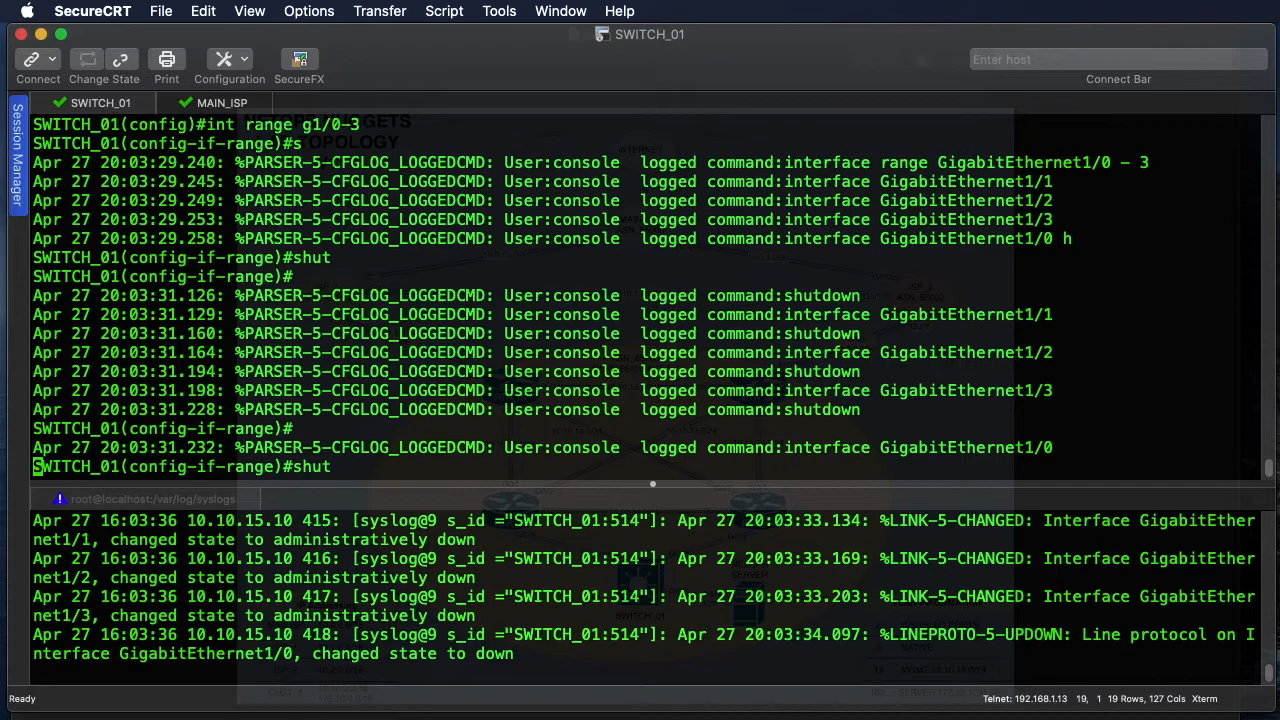 SecureCRT File Edit View Options Transfer Script Tools Window Help
SWITCH_01
Enter host
Connect Change State Print Configuration SecureFX Connect Bar
SWITCH_01 MAIN_ISP
Session Manager
SWITCH_01(config)#int range g1/0-3
SWITCH_01(config-if-range)#s
Apr 27 20:03:29.240: %PARSER-5-CFGLOG_LOGGEDCMD: User:console  logged command:interface range GigabitEthernet1/0 - 3
Apr 27 20:03:29.245: %PARSER-5-CFGLOG_LOGGEDCMD: User:console  logged command:interface GigabitEthernet1/1
Apr 27 20:03:29.249: %PARSER-5-CFGLOG_LOGGEDCMD: User:console  logged command:interface GigabitEthernet1/2
Apr 27 20:03:29.253: %PARSER-5-CFGLOG_LOGGEDCMD: User:console  logged command:interface GigabitEthernet1/3
Apr 27 20:03:29.258: %PARSER-5-CFGLOG_LOGGEDCMD: User:console  logged command:interface GigabitEthernet1/0 h
SWITCH_01(config-if-range)#shut
SWITCH_01(config-if-range)#
Apr 27 20:03:31.126: %PARSER-5-CFGLOG_LOGGEDCMD: User:console  logged command:shutdown
Apr 27 20:03:31.129: %PARSER-5-CFGLOG_LOGGEDCMD: User:console  logged command:interface GigabitEthernet1/1
Apr 27 20:03:31.160: %PARSER-5-CFGLOG_LOGGEDCMD: User:console  logged command:shutdown
Apr 27 20:03:31.164: %PARSER-5-CFGLOG_LOGGEDCMD: User:console  logged command:interface GigabitEthernet1/2
Apr 27 20:03:31.194: %PARSER-5-CFGLOG_LOGGEDCMD: User:console  logged command:shutdown
Apr 27 20:03:31.198: %PARSER-5-CFGLOG_LOGGEDCMD: User:console  logged command:interface GigabitEthernet1/3
Apr 27 20:03:31.228: %PARSER-5-CFGLOG_LOGGEDCMD: User:console  logged command:shutdown
SWITCH_01(config-if-range)#
Apr 27 20:03:31.232: %PARSER-5-CFGLOG_LOGGEDCMD: User:console  logged command:interface GigabitEthernet1/0
SWITCH_01(config-if-range)#shut
root@localhost:/var/log/syslogs
Apr 27 16:03:36 10.10.15.10 415: [syslog@9 s_id ="SWITCH_01:514"]: Apr 27 20:03:33.134: %LINK-5-CHANGED: Interface GigabitEther
net1/1, changed state to administratively down
Apr 27 16:03:36 10.10.15.10 416: [syslog@9 s_id ="SWITCH_01:514"]: Apr 27 20:03:33.169: %LINK-5-CHANGED: Interface GigabitEther
net1/2, changed state to administratively down
Apr 27 16:03:36 10.10.15.10 417: [syslog@9 s_id ="SWITCH_01:514"]: Apr 27 20:03:33.203: %LINK-5-CHANGED: Interface GigabitEther
net1/3, changed state to administratively down
Apr 27 16:03:36 10.10.15.10 418: [syslog@9 s_id ="SWITCH_01:514"]: Apr 27 20:03:34.097: %LINEPROTO-5-UPDOWN: Line protocol on I
nterface GigabitEthernet1/0, changed state to down
Ready Telnet: 192.168.1.13 19, 1 19 Rows, 127 Cols Xterm